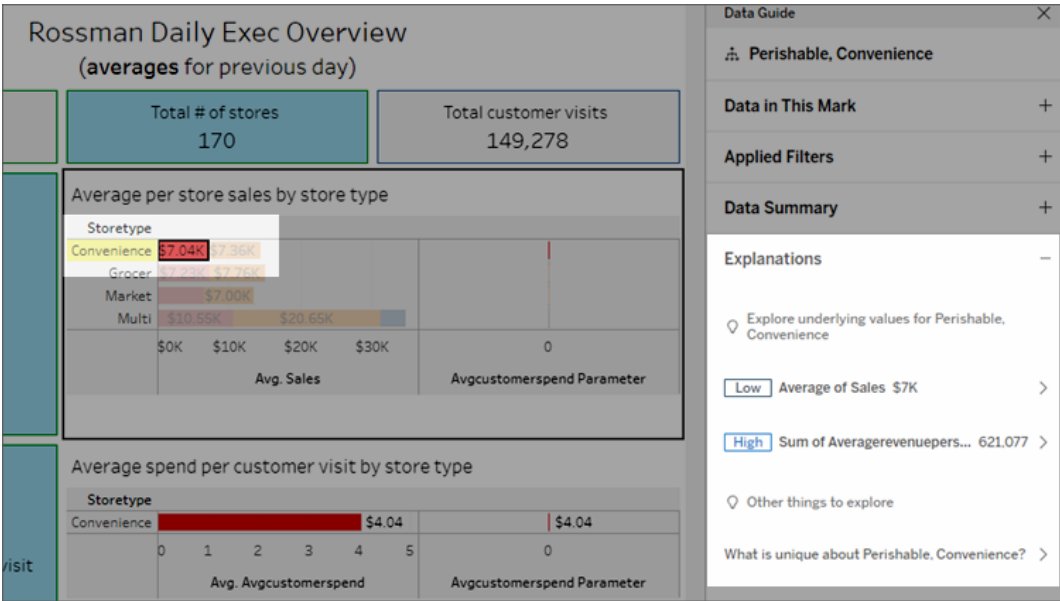 Rossman Daily Exec Overview
(averages for previous day)
Total # of stores
170
Total customer visits
149,278
Average per store sales by store type
Storetype
Convenience $7.04K $7.36K
Grocer $7.23K $7.76K
Market $7.00K
Multi $10.55K $20.65K
$0K $10K $20K $30K 0
Avg. Sales Avgcustomerspend Parameter
Average spend per customer visit by store type
Storetype
Convenience $4.04 $4.04
0 1 2 3 4 5 0
Avg. Avgcustomerspend Avgcustomerspend Parameter
visit
Data Guide
Perishable, Convenience
Data in This Mark
Applied Filters
Data Summary
Explanations
Explore underlying values for Perishable,
Convenience
Low Average of Sales $7K
High Sum of Averagerevenuepers... 621,077
Other things to explore
What is unique about Perishable, Convenience?